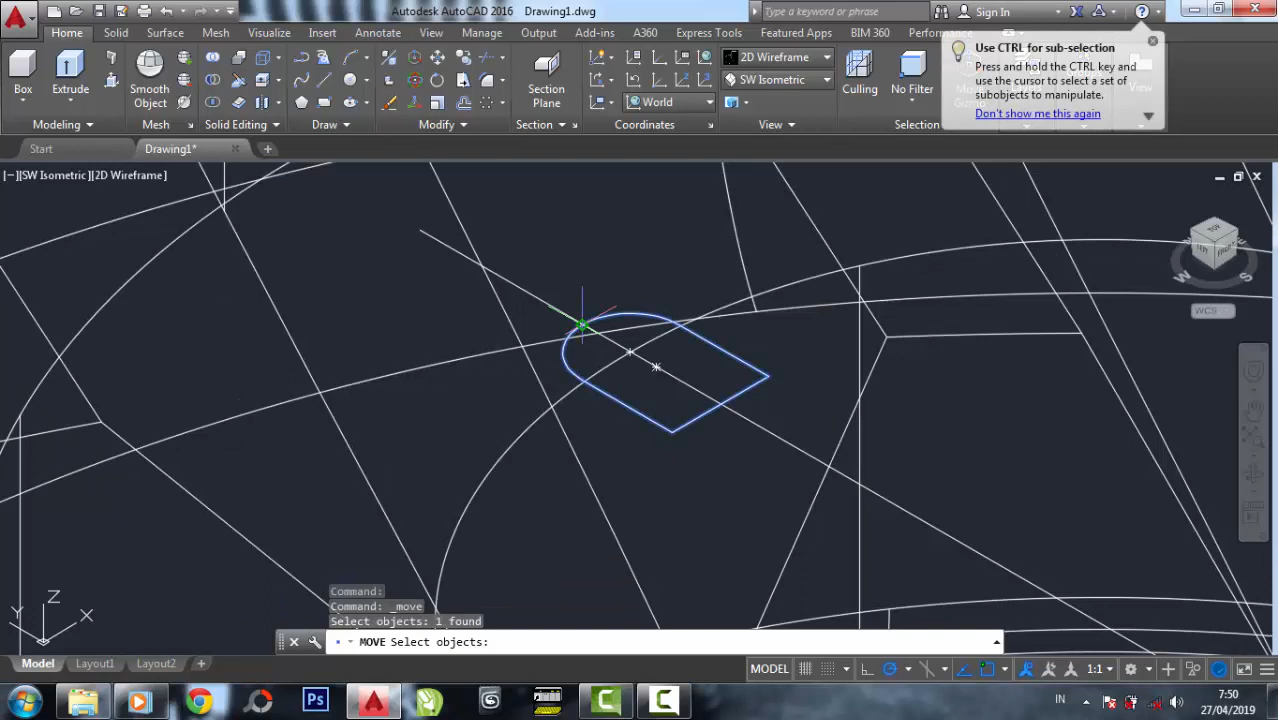 Autodesk AutoCAD 2016 Drawing1.dwg
Type a keyword or phrase
Sign In
Home Solid Surface Mesh Visualize Insert Annotate View Manage Output Add-ins A360 Express Tools Featured Apps BIM 360 Performance
Box
Extrude
Smooth
Object
Section
Plane
World
2D Wireframe
SW Isometric
Culling
No Filter
Modeling
Mesh
Solid Editing
Draw
Modify
Section
Coordinates
View
Selection
Use CTRL for sub-selection
Press and hold the CTRL key and
use the cursor to select a set of
subobjects to manipulate.
Don't show me this again
Start
Drawing1*
[−][SW Isometric][2D Wireframe]
TOP
LEFT
FRONT
W
S
E
WCS
Z
Y
X
Command:
Command: _move
Select objects: 1 found
MOVE Select objects:
Model Layout1 Layout2
MODEL
1:1
Ps
IN
7:50
27/04/2019